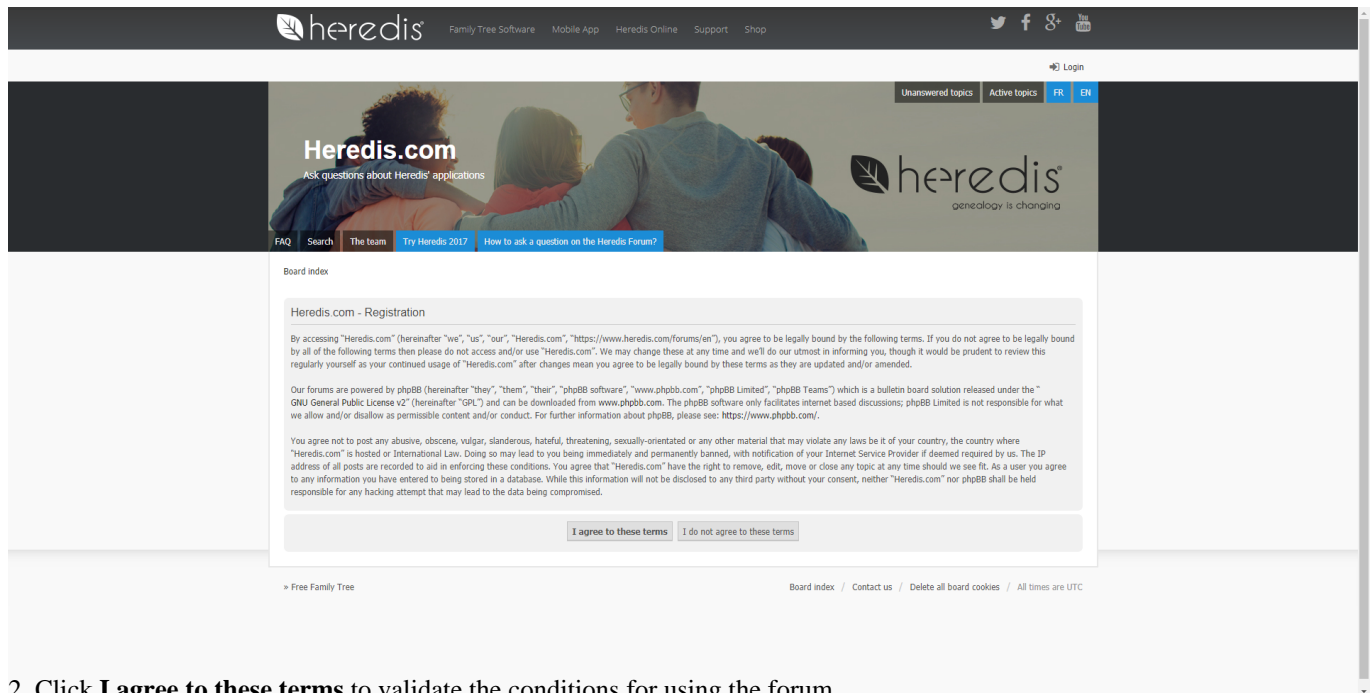 heredis
Family Tree Software Mobile App Heredis Online Support Shop
You
Tube
Login
Unanswered topics Active topics FR EN
Heredis.com
Ask questions about Heredis' applications
heredis
genealogy is changing
FAQ Search The team Try Heredis 2017 How to ask a question on the Heredis Forum?
Board index
Heredis.com - Registration
By accessing "Heredis.com" (hereinafter "we", "us", "our", "Heredis.com", "https://www.heredis.com/forums/en"), you agree to be legally bound by the following terms. If you do not agree to be legally bound
by all of the following terms then please do not access and/or use "Heredis.com". We may change these at any time and we'll do our utmost in informing you, though it would be prudent to review this
regularly yourself as your continued usage of "Heredis.com" after changes mean you agree to be legally bound by these terms as they are updated and/or amended.
Our forums are powered by phpBB (hereinafter "they", "them", "their", "phpBB software", "www.phpbb.com", "phpBB Limited", "phpBB Teams") which is a bulletin board solution released under the "
GNU General Public License v2" (hereinafter "GPL") and can be downloaded from www.phpbb.com. The phpBB software only facilitates internet based discussions; phpBB Limited is not responsible for what
we allow and/or disallow as permissible content and/or conduct. For further information about phpBB, please see: https://www.phpbb.com/.
You agree not to post any abusive, obscene, vulgar, slanderous, hateful, threatening, sexually-orientated or any other material that may violate any laws be it of your country, the country where
"Heredis.com" is hosted or International Law. Doing so may lead to you being immediately and permanently banned, with notification of your Internet Service Provider if deemed required by us. The IP
address of all posts are recorded to aid in enforcing these conditions. You agree that "Heredis.com" have the right to remove, edit, move or close any topic at any time should we see fit. As a user you agree
to any information you have entered to being stored in a database. While this information will not be disclosed to any third party without your consent, neither "Heredis.com" nor phpBB shall be held
responsible for any hacking attempt that may lead to the data being compromised.
I agree to these terms I do not agree to these terms
» Free Family Tree
Board index / Contact us / Delete all board cookies / All times are UTC
2. Click I agree to these terms to validate the conditions for using the forum